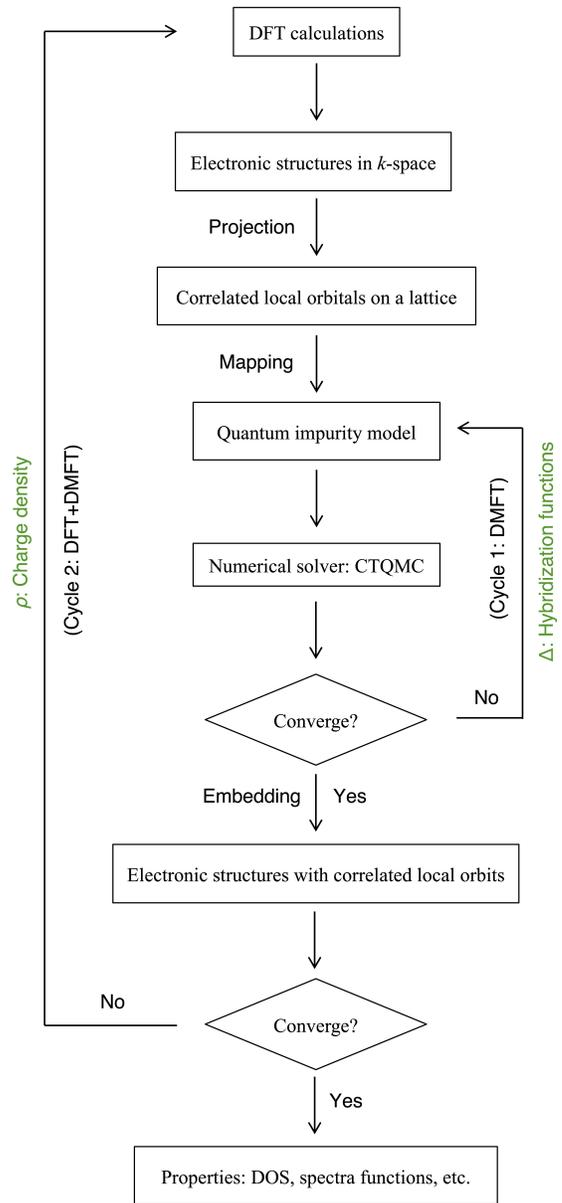 DFT calculations
Electronic structures in k-space
Projection
Correlated local orbitals on a lattice
Mapping
Quantum impurity model
ρ: Charge density
(Cycle 2: DFT+DMFT)
(Cycle 1: DMFT)
Δ: Hybridization functions
Numerical solver: CTQMC
Converge?
No
Embedding Yes
Electronic structures with correlated local orbits
No
Converge?
Yes
Properties: DOS, spectra functions, etc.